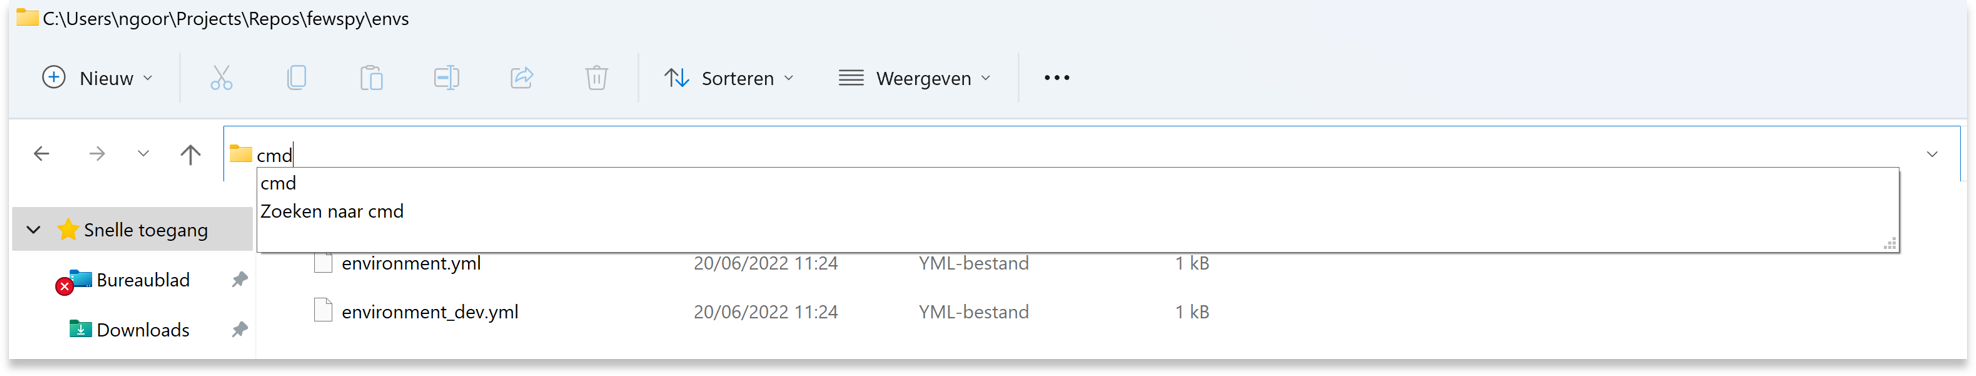 C:\Users\ngoor\Projects\Repos\fewspy\envs
Nieuw Sorteren Weergeven
cmd
cmd
Zoeken naar cmd
Snelle toegang
environment.yml 20/06/2022 11:24 YML-bestand 1 kB
Bureaublad
environment_dev.yml 20/06/2022 11:24 YML-bestand 1 kB
Downloads